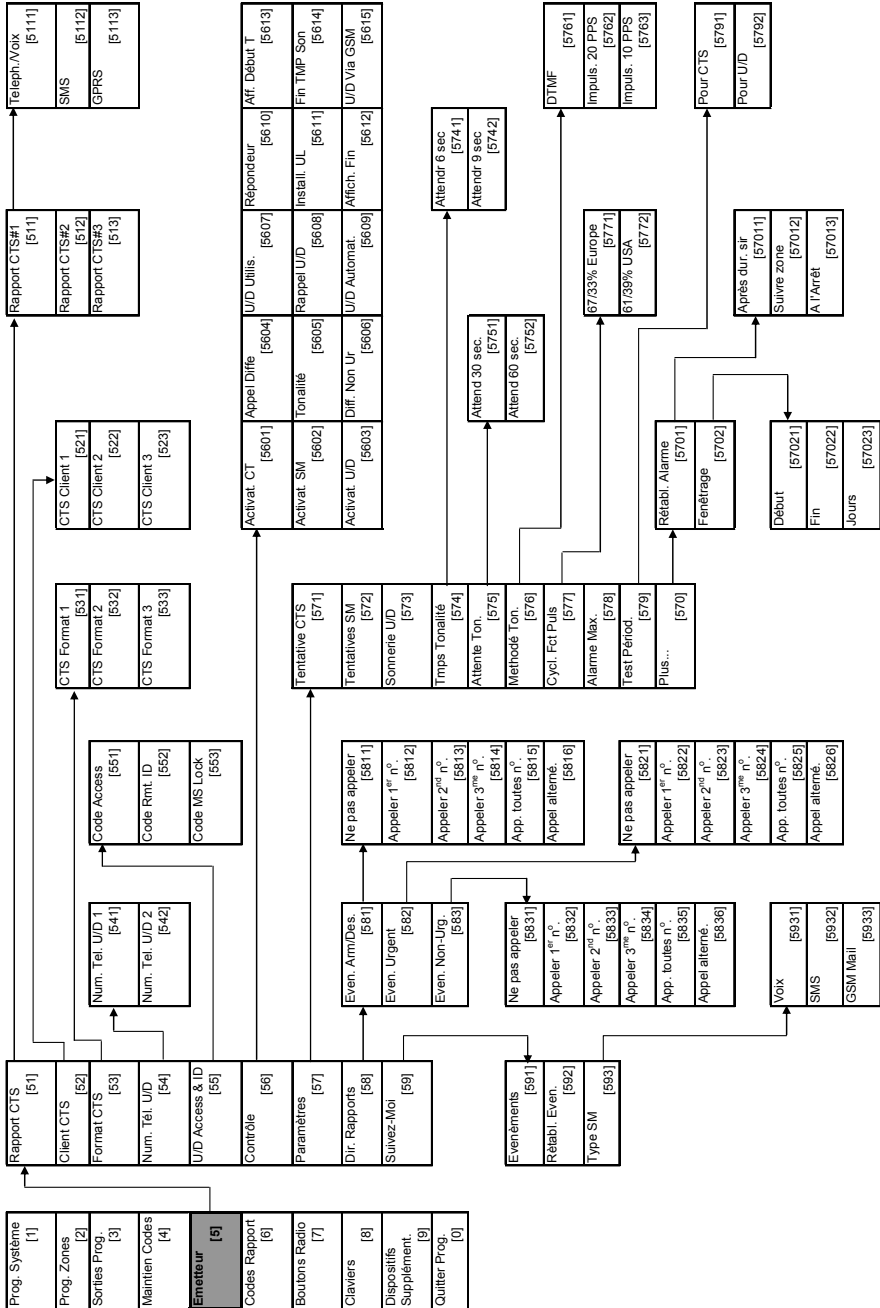 Prog. Système
[1]
Prog. Zones
[2]
Sorties Prog.
[3]
Maintien Codes
[4]
Emetteur
[5]
Codes Rapport
[6]
Boutons Radio
[7]
Claviers
[8]
Dispositifs
Supplément.
[9]
Quitter Prog.
[0]
Rapport CTS
[51]
Client CTS
[52]
Format CTS
[53]
Num. Tél. U/D
[54]
U/D Access & ID
[55]
Contrôle
[56]
Paramètres
[57]
Dir. Rapports
[58]
Suivez-Moi
[59]
Evenèments
[591]
Rètabl. Even.
[592]
Type SM
[593]
Num. Tel. U/D 1
[541]
Num. Tel. U/D 2
[542]
Code Access
[551]
Code Rmt. ID
[552]
Code MS Lock
[553]
Even. Arm/Des.
[581]
Even. Urgent
[582]
Even. Non-Urg.
[583]
Ne pas appeler
[5831]
Appeler 1er nº.
[5832]
Appeler 2nd nº.
[5833]
Appeler 3me nº.
[5834]
App. toutes nº.
[5835]
Appel alterné.
[5836]
Voix
[5931]
SMS
[5932]
GSM Mail
[5933]
Ne pas appeler
[5811]
Appeler 1er nº.
[5812]
Appeler 2nd nº.
[5813]
Appeler 3me nº.
[5814]
App. toutes nº.
[5815]
Appel alterné.
[5816]
Ne pas appeler
[5821]
Appeler 1er nº.
[5822]
Appeler 2nd nº.
[5823]
Appeler 3me nº.
[5824]
App. toutes nº.
[5825]
Appel alterné.
[5826]
CTS Format 1
[531]
CTS Format 2
[532]
CTS Format 3
[533]
CTS Client 1
[521]
CTS Client 2
[522]
CTS Client 3
[523]
Tentative CTS
[571]
Tentatives SM
[572]
Sonnerie U/D
[573]
Tmps Tonalité
[574]
Attente Ton.
[575]
Methodé Ton.
[576]
Cycl. Fct Puls
[577]
Alarme Max.
[578]
Test Périod.
[579]
Plus...
[570]
Rétabl. Alarme
[5701]
Fenêtrage
[5702]
Début
[57021]
Fin
[57022]
Jours
[57023]
Rapport CTS#1
[511]
Rapport CTS#2
[512]
Rapport CTS#3
[513]
Teleph./Voix
[5111]
SMS
[5112]
GPRS
[5113]
Activat. CT
[5601]
Activat. SM
[5602]
Activat. U/D
[5603]
Appel Diffe
[5604]
Tonalité
[5605]
Diff. Non Ur
[5606]
U/D Utilis.
[5607]
Rappel U/D
[5608]
U/D Automat.
[5609]
Répondeur
[5610]
Install. UL
[5611]
Affich. Fin
[5612]
Aff. Début T
[5613]
Fin TMP Son
[5614]
U/D Via GSM
[5615]
Attendr 6 sec
[5741]
Attendr 9 sec
[5742]
Attend 30 sec.
[5751]
Attend 60 sec.
[5752]
DTMF
[5761]
Impuls. 20 PPS
[5762]
Impuls. 10 PPS
[5763]
67/33% Europe
[5771]
61/39% USA
[5772]
Pour CTS
[5791]
Pour U/D
[5792]
Après dur. sir
[57011]
Suivre zone
[57012]
A l'Arrêt
[57013]